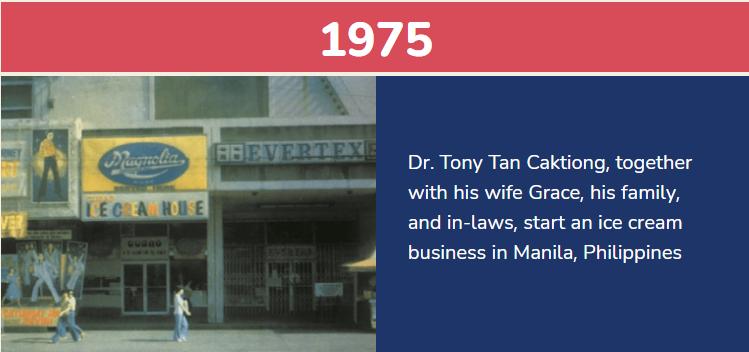 1975
Magnolia
ICE CREAM HOUSE
EVERTEX
Dr. Tony Tan Caktiong, together
with his wife Grace, his family,
and in-laws, start an ice cream
business in Manila, Philippines